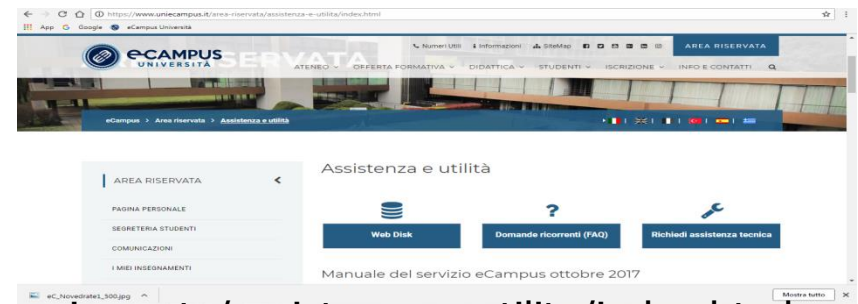 https://www.uniecampus.it/area-riservata/assistenza-e-utilita/index.html
App Google eCampus Università
Numeri Utili Informazioni SiteMap AREA RISERVATA
e-CAMPUS
UNIVERSITÀ
ATENEO OFFERTA FORMATIVA DIDATTICA STUDENTI ISCRIZIONE INFO E CONTATTI
eCampus > Area riservata > Assistenza e utilità
AREA RISERVATA
PAGINA PERSONALE
SEGRETERIA STUDENTI
COMUNICAZIONI
I MIEI INSEGNAMENTI
Assistenza e utilità
Web Disk
Domande ricorrenti (FAQ)
Richiedi assistenza tecnica
Manuale del servizio eCampus ottobre 2017
eC_Novedrate1_500.jpg
Mostra tutto